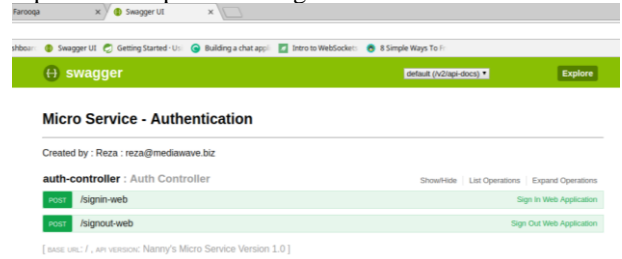 Farooqa Swagger UI
shboar Swagger UI Getting Started · Us Building a chat appl Intro to WebSocket 8 Simple Ways To
swagger default (/v2/api-docs) Explore
Micro Service - Authentication
Created by : Reza : reza@mediawave.biz
auth-controller : Auth Controller Show/Hide List Operations Expand Operations
POST /signin-web Sign In Web Application
POST /signout-web Sign Out Web Application
[ BASE URL: / , API VERSION: Nanny's Micro Service Version 1.0 ]